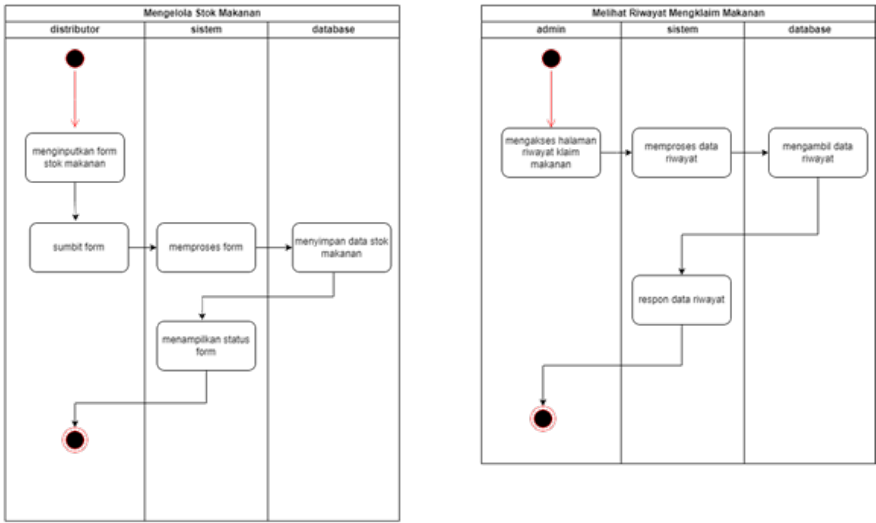 Mengelola Stok Makanan
distributor
sistem
database
menginputkan form
stok makanan
sumbit form
memproses form
menyimpan data stok
makanan
menampilkan status
form
Melihat Riwayat Mengklaim Makanan
admin
sistem
database
mengakses halaman
riwayat klaim
makanan
memproses data
riwayat
mengambil data
riwayat
respon data riwayat